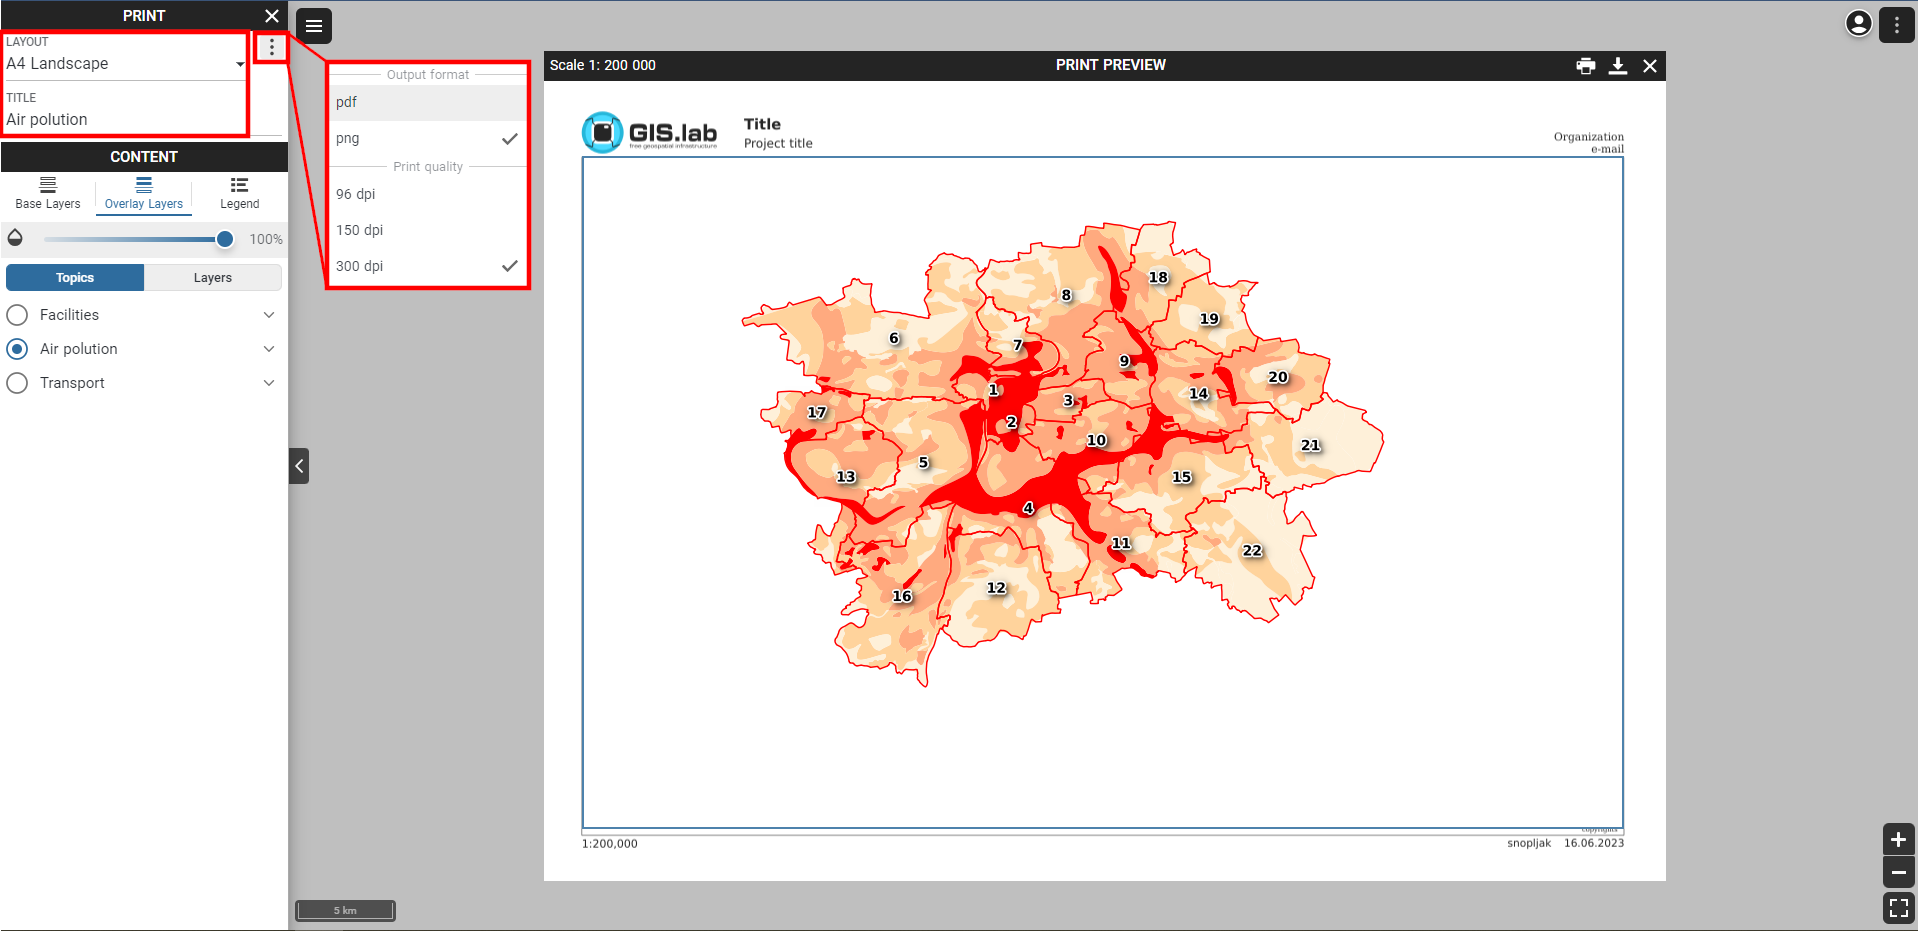 PRINT
LAYOUT
A4 Landscape
TITLE
Air polution
CONTENT
Base Layers
Overlay Layers
Legend
100%
Topics
Layers
Facilities
Air polution
Transport
Output format
pdf
png
Print quality
96 dpi
150 dpi
300 dpi
Scale 1: 200 000
PRINT PREVIEW
GIS.lab
free geospatial infrastructure
Title
Project title
Organization
e-mail
18
8
19
6
7
9
20
1
14
3
17
2
10
21
5
13
15
4
11
22
12
16
copyrights
1:200,000
snopljak 16.06.2023
5 km